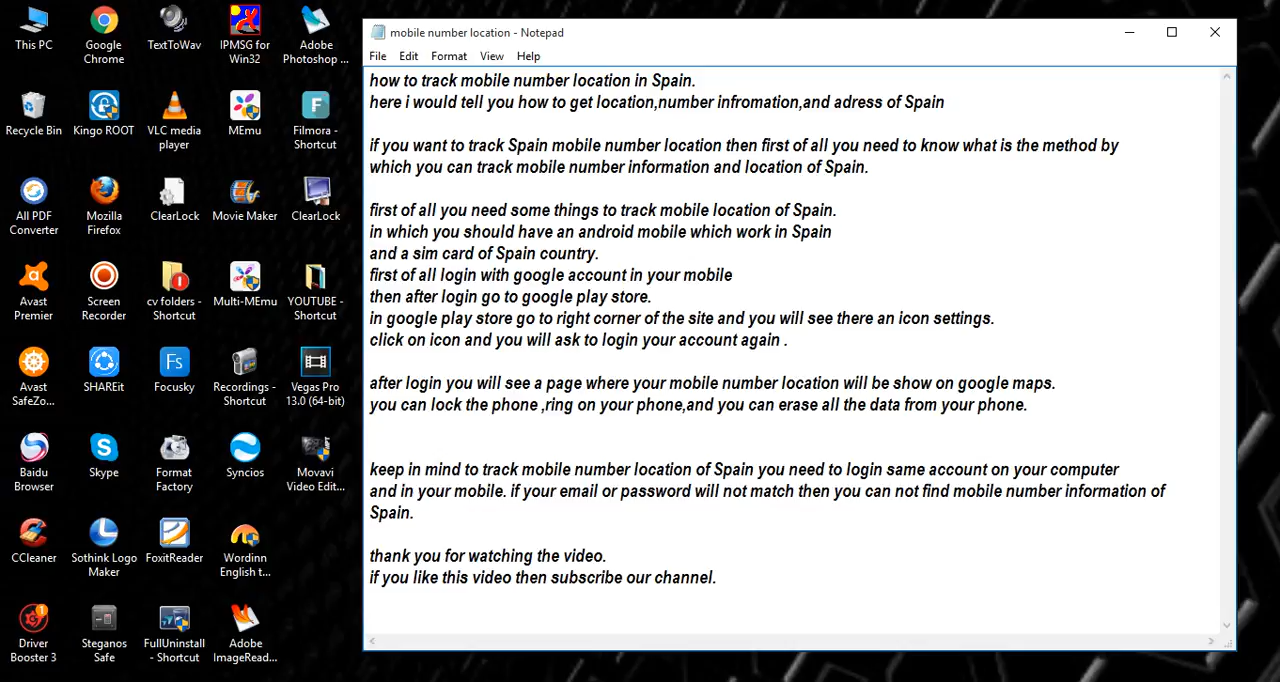 This PC
Google
Chrome
TextToWav
IPMSG for
Win32
Adobe
Photoshop ...
Recycle Bin
Kingo ROOT
VLC media
player
MEmu
Filmora -
Shortcut
All PDF
Converter
Mozilla
Firefox
ClearLock
Movie Maker
ClearLock
Avast
Premier
Screen
Recorder
cv folders -
Shortcut
Multi-MEmu
YOUTUBE -
Shortcut
Avast
SafeZo...
SHAREit
Focusky
Recordings -
Shortcut
Vegas Pro
13.0 (64-bit)
Baidu
Browser
Skype
Format
Factory
Syncios
Movavi
Video Edit...
CCleaner
Sothink Logo
Maker
FoxitReader
Wordinn
English t...
Driver
Booster 3
Steganos
Safe
FullUninstall
- Shortcut
Adobe
ImageRead...
mobile number location - Notepad
File Edit Format View Help
how to track mobile number location in Spain.
here i would tell you how to get location,number infromation,and adress of Spain
if you want to track Spain mobile number location then first of all you need to know what is the method by
which you can track mobile number information and location of Spain.
first of all you need some things to track mobile location of Spain.
in which you should have an android mobile which work in Spain
and a sim card of Spain country.
first of all login with google account in your mobile
then after login go to google play store.
in google play store go to right corner of the site and you will see there an icon settings.
click on icon and you will ask to login your account again .
after login you will see a page where your mobile number location will be show on google maps.
you can lock the phone ,ring on your phone,and you can erase all the data from your phone.
keep in mind to track mobile number location of Spain you need to login same account on your computer
and in your mobile. if your email or password will not match then you can not find mobile number information of
Spain.
thank you for watching the video.
if you like this video then subscribe our channel.